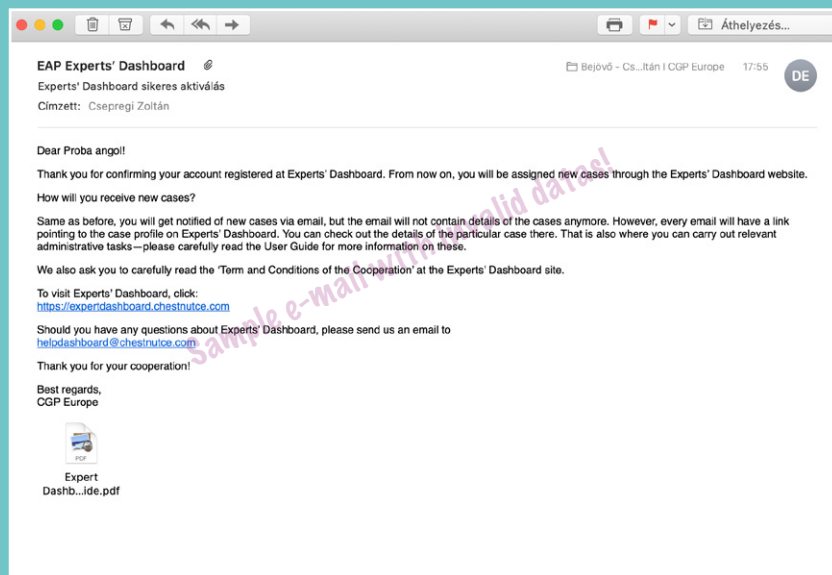 Áthelyezés...
EAP Experts' Dashboard
Bejövő - Cs...ltán I CGP Europe 17:55
DE
Experts' Dashboard sikeres aktiválás
Címzett: Csepregi Zoltán
Dear Proba angol!
Thank you for confirming your account registered at Experts' Dashboard. From now on, you will be assigned new cases through the Experts' Dashboard website.
How will you receive new cases?
Same as before, you will get notified of new cases via email, but the email will not contain details of the cases anymore. However, every email will have a link
pointing to the case profile on Experts' Dashboard. You can check out the details of the particular case there. That is also where you can carry out relevant
administrative tasks—please carefully read the User Guide for more information on these.
We also ask you to carefully read the 'Term and Conditions of the Cooperation' at the Experts' Dashboard site.
To visit Experts' Dashboard, click:
https://expertdashboard.chestnutce.com
Should you have any questions about Experts' Dashboard, please send us an email to
helpdashboard@chestnutce.com
Thank you for your cooperation!
Best regards,
CGP Europe
PDF
Expert
Dashb...ide.pdf
Sample e-mail with invalid datas!